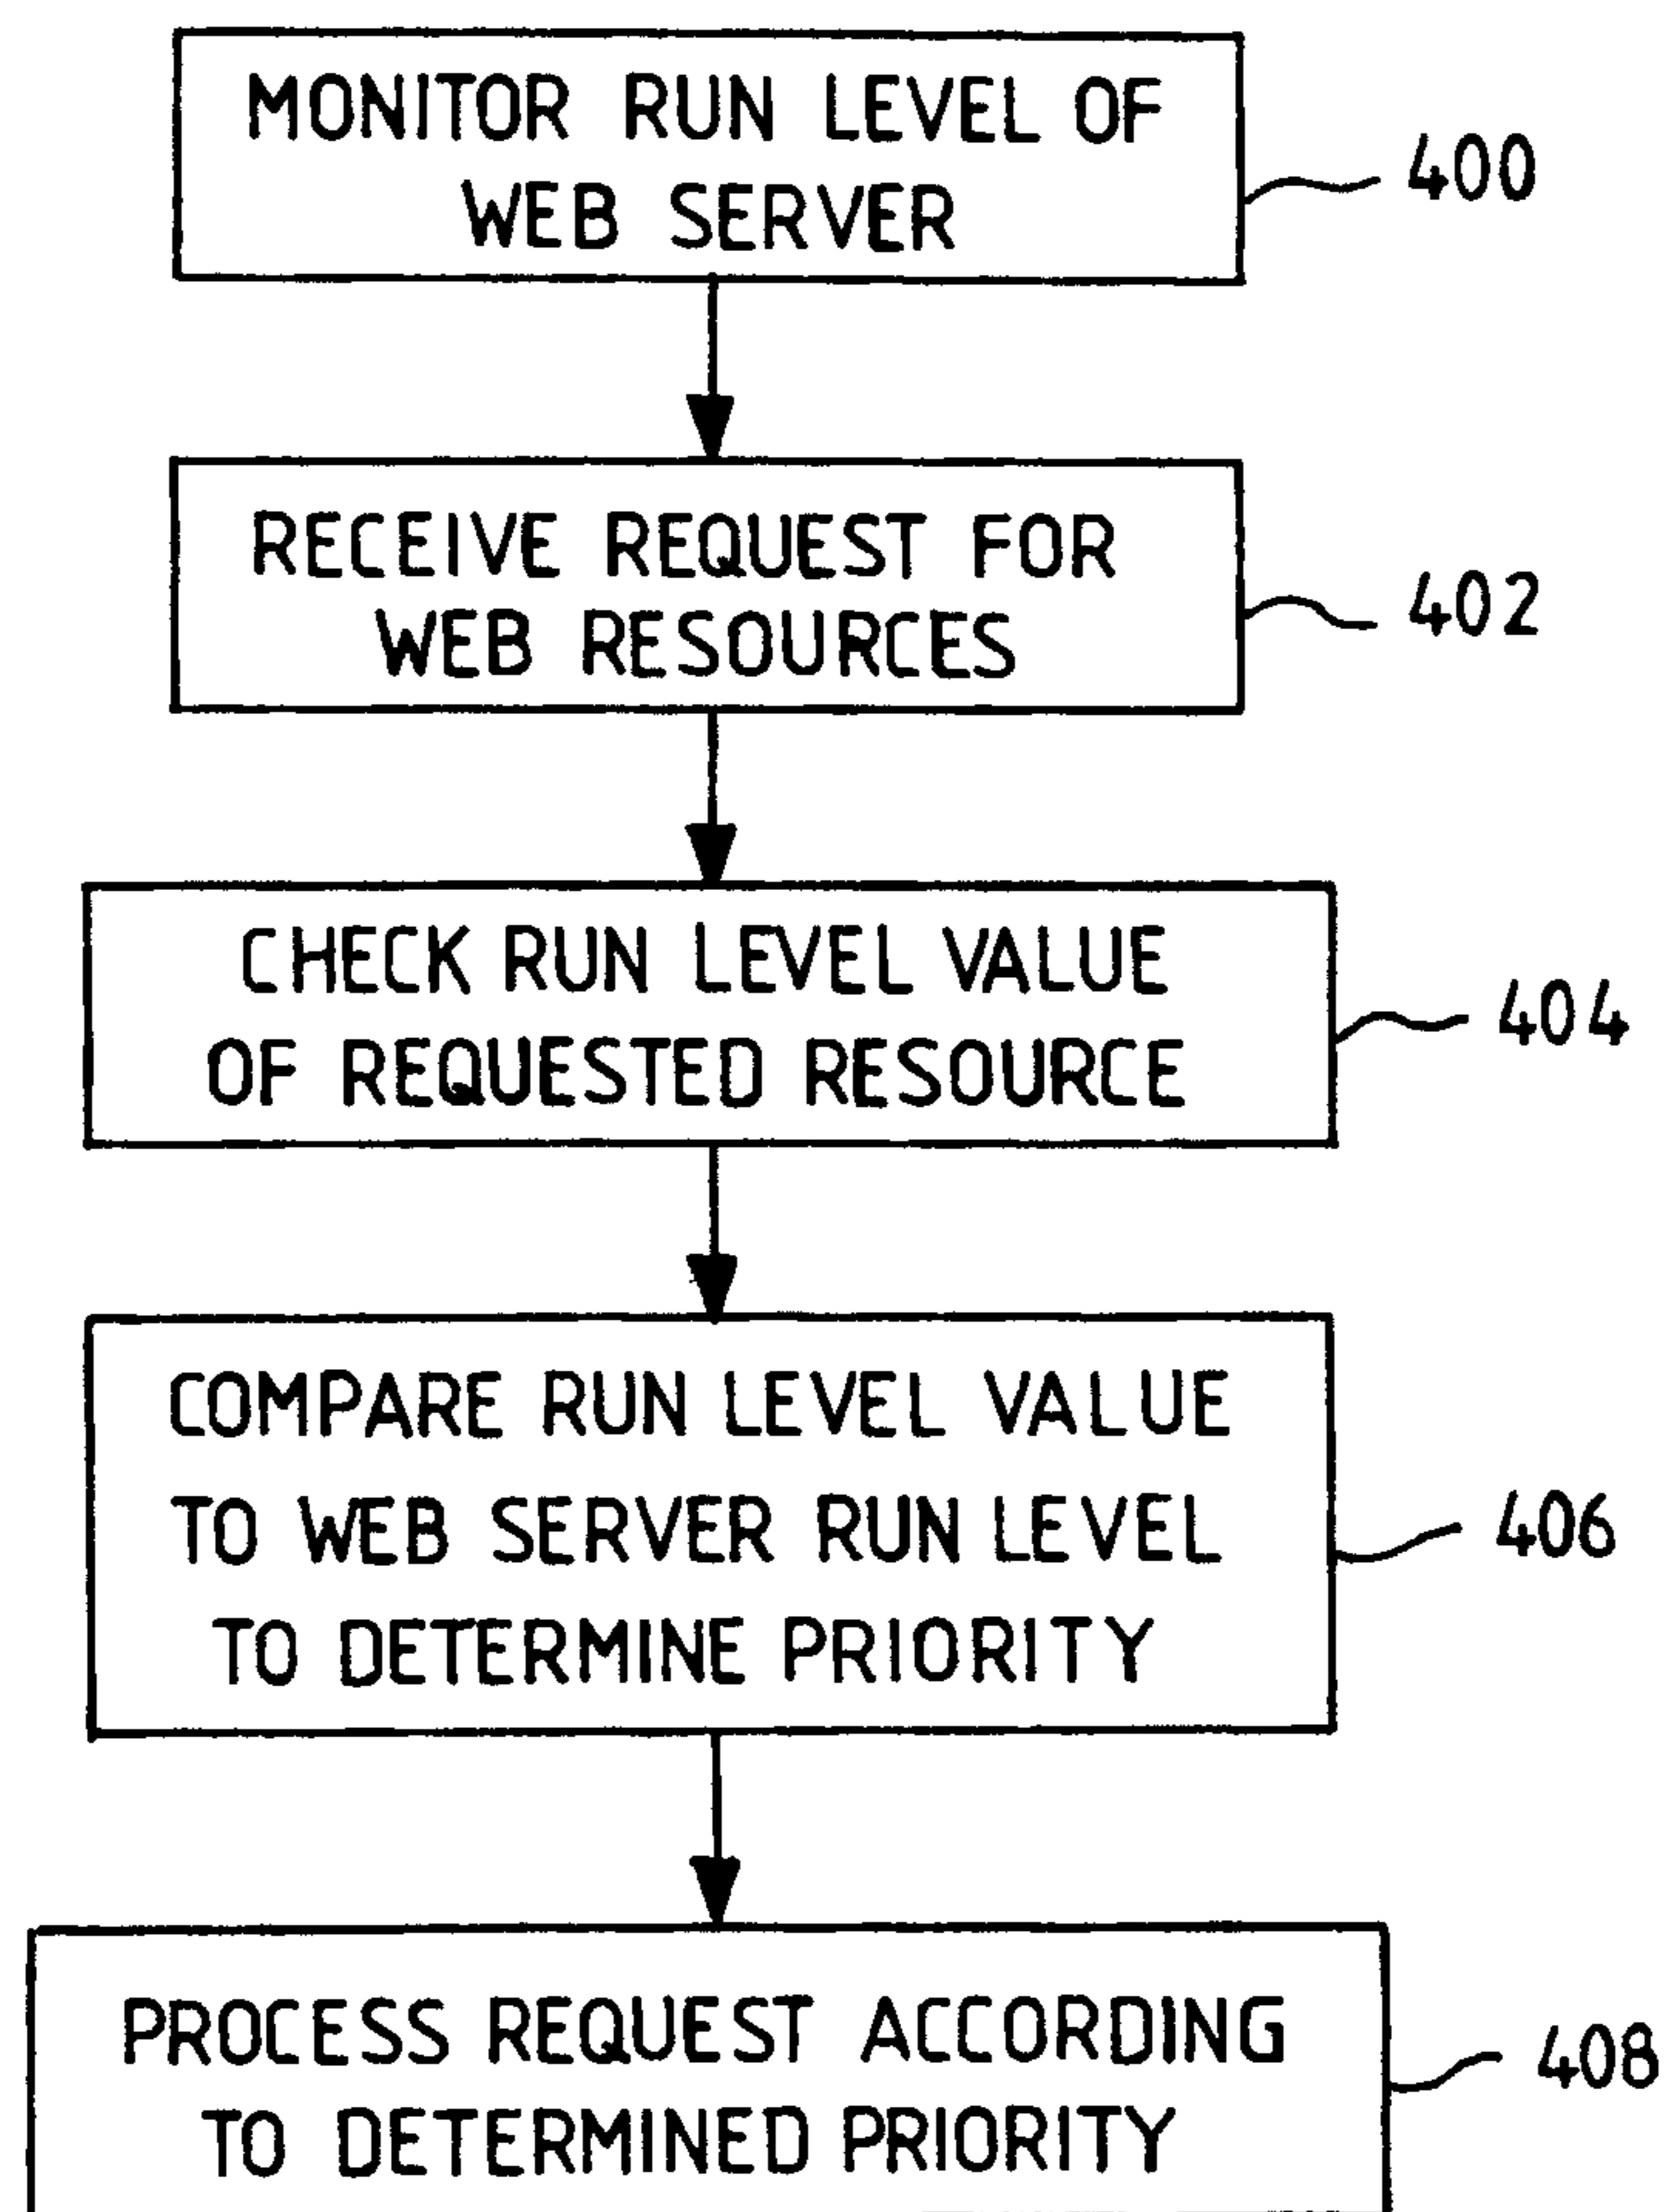 MONITOR RUN LEVEL OF
WEB SERVER
400
RECEIVE REQUEST FOR
WEB RESOURCES
402
CHECK RUN LEVEL VALUE
OF REQUESTED RESOURCE
404
COMPARE RUN LEVEL VALUE
TO WEB SERVER RUN LEVEL
TO DETERMINE PRIORITY
406
PROCESS REQUEST ACCORDING
TO DETERMINED PRIORITY
408